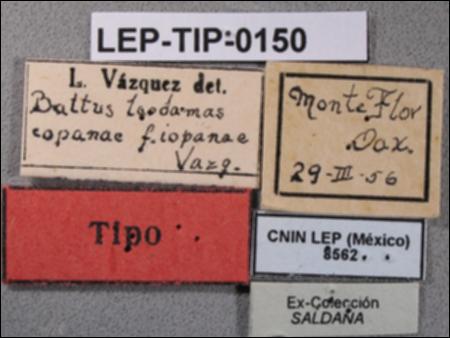 LEP-TIP-0150
L. Vázquez det.
Battus laodamas
copanae f. iopanae
Vazq.
Monte Flor
Oax.
29-III-56
Tipo
CNIN LEP (México)
8562
Ex-Colección
SALDAÑA